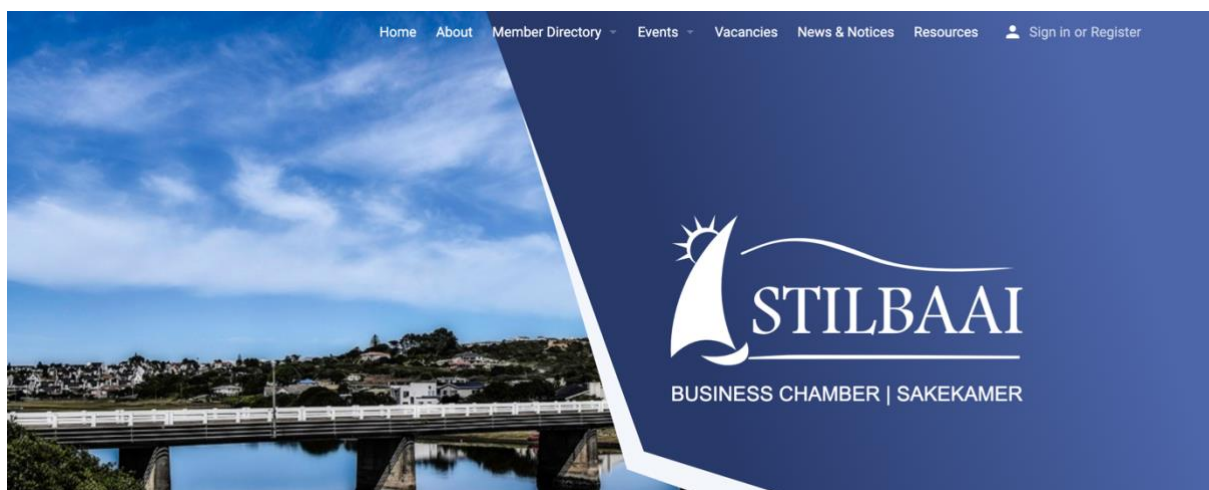 Home About Member Directory Events Vacancies News & Notices Resources Sign in or Register
STILBAAI
BUSINESS CHAMBER | SAKEKAMER